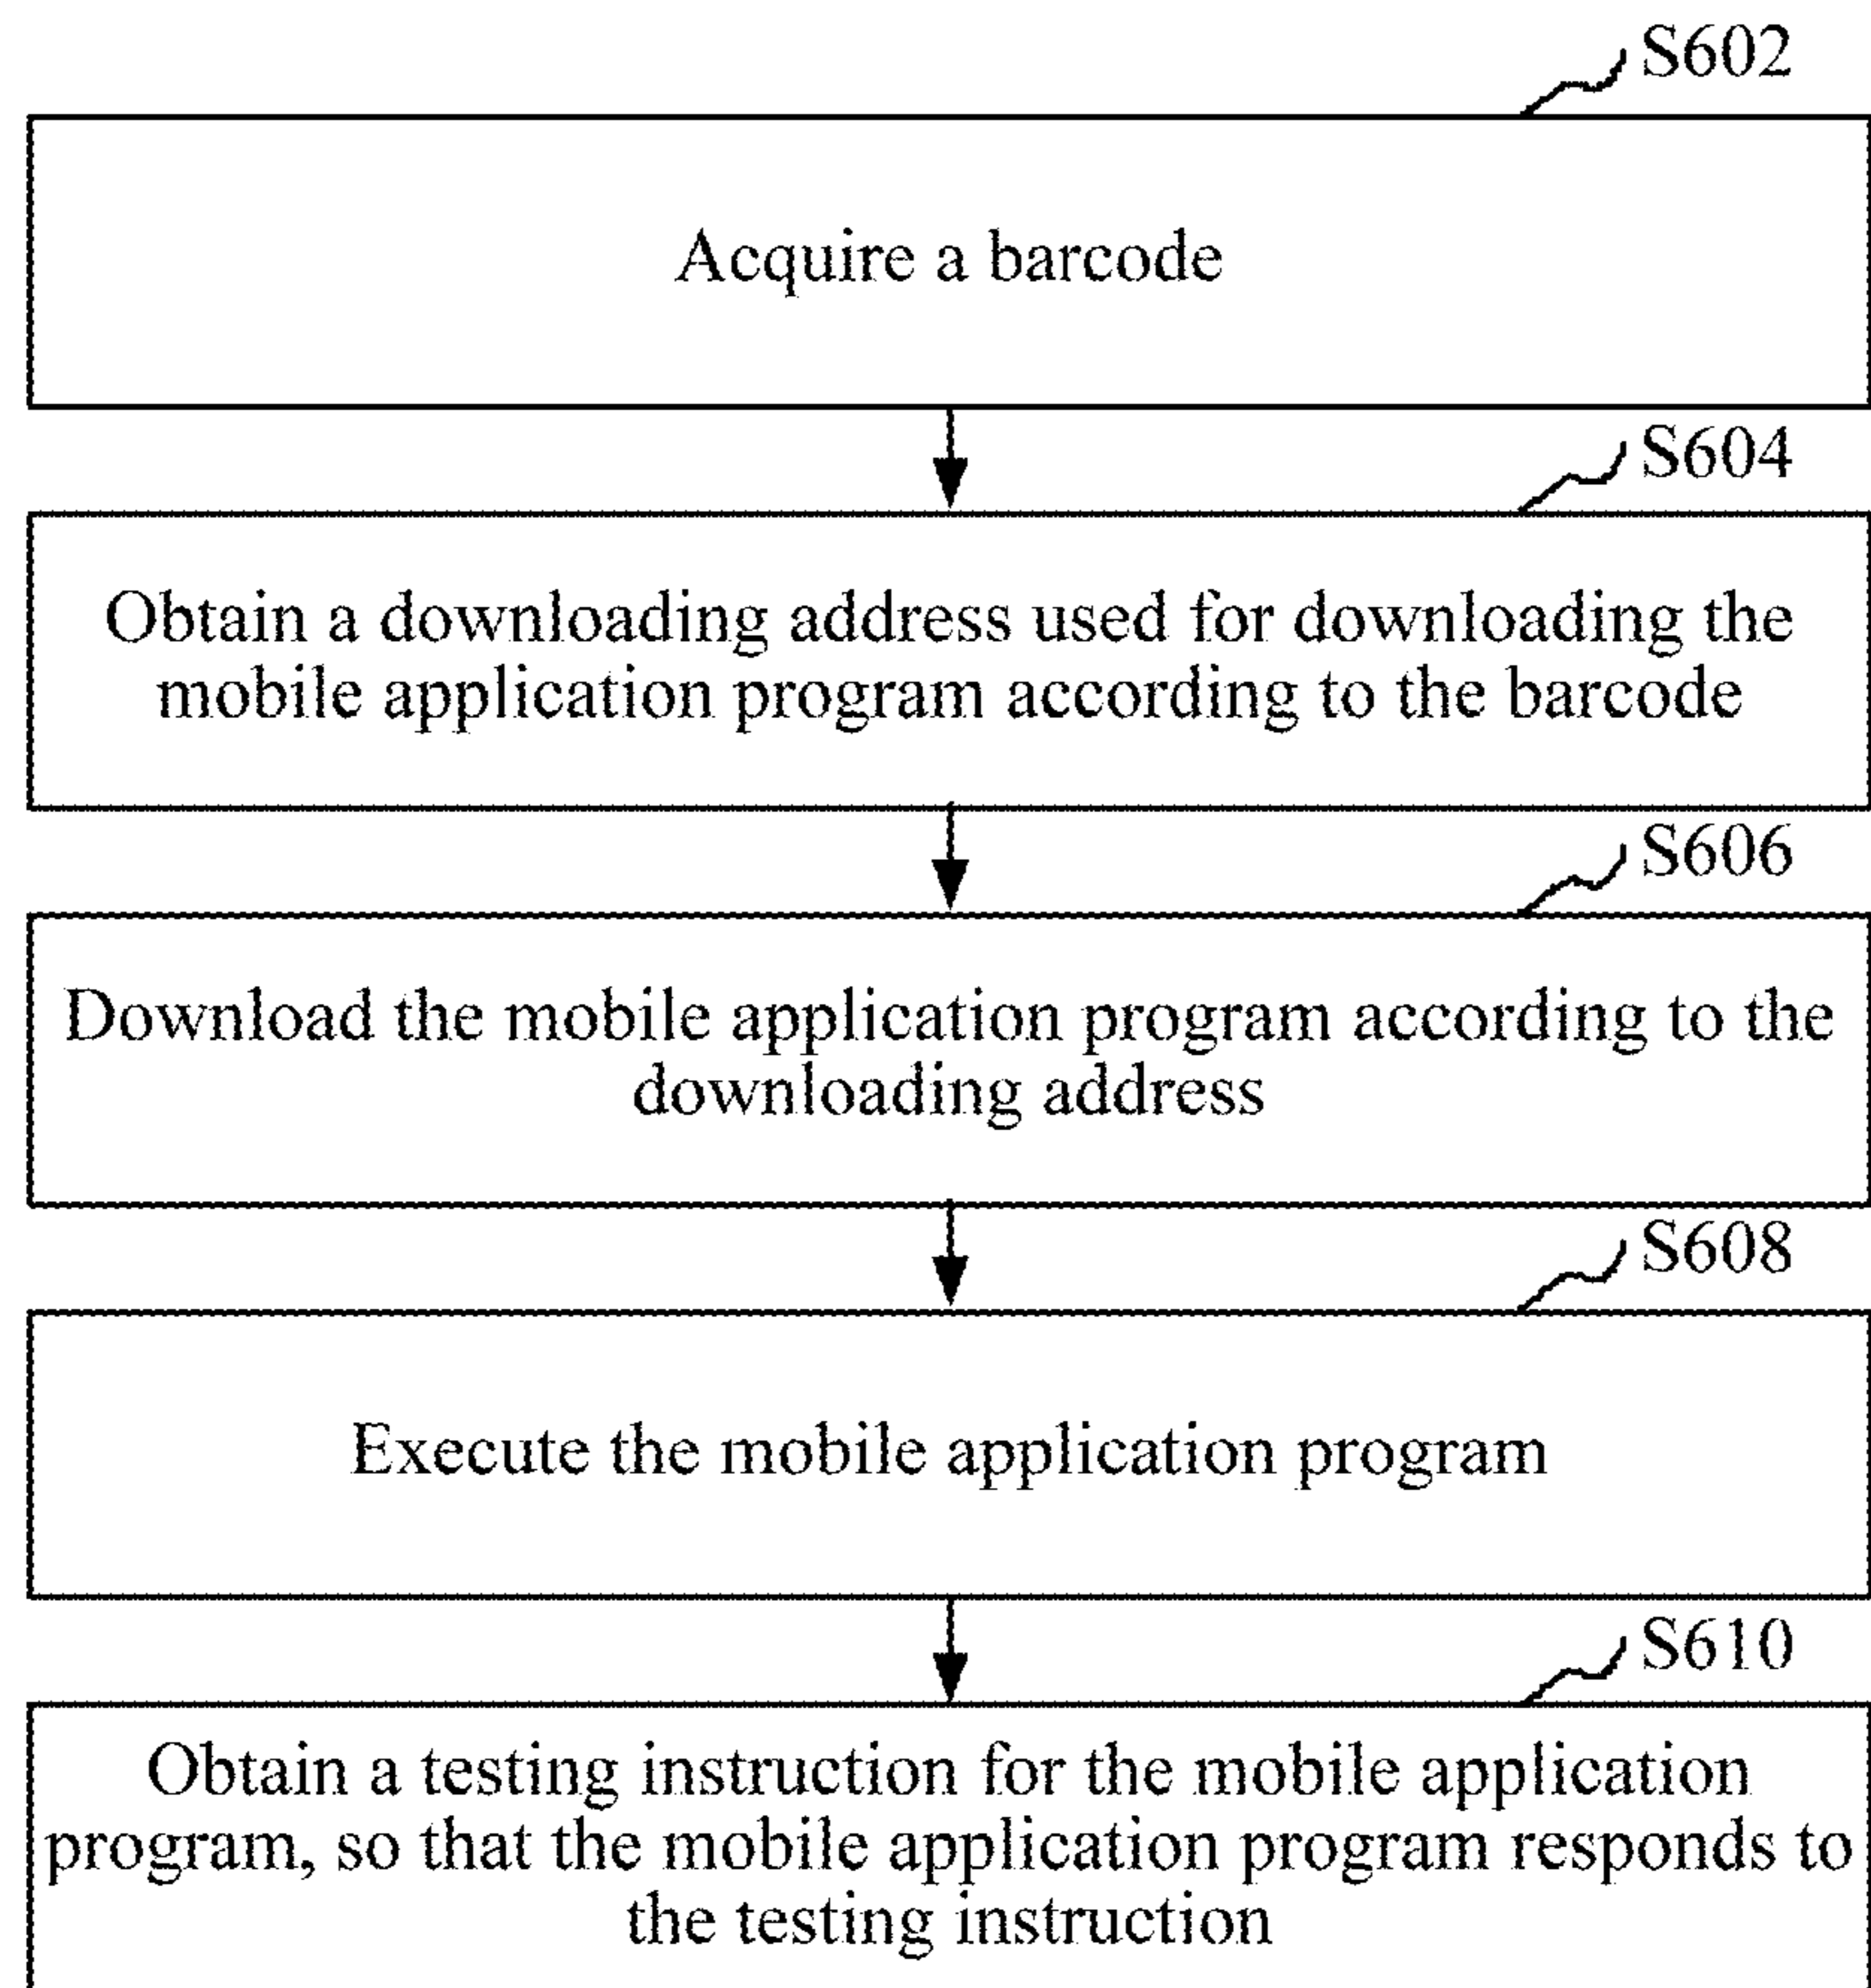 S602
Acquire a barcode
S604
Obtain a downloading address used for downloading the
mobile application program according to the barcode
S606
Download the mobile application program according to the
downloading address
S608
Execute the mobile application program
S610
Obtain a testing instruction for the mobile application
program, so that the mobile application program responds to
the testing instruction